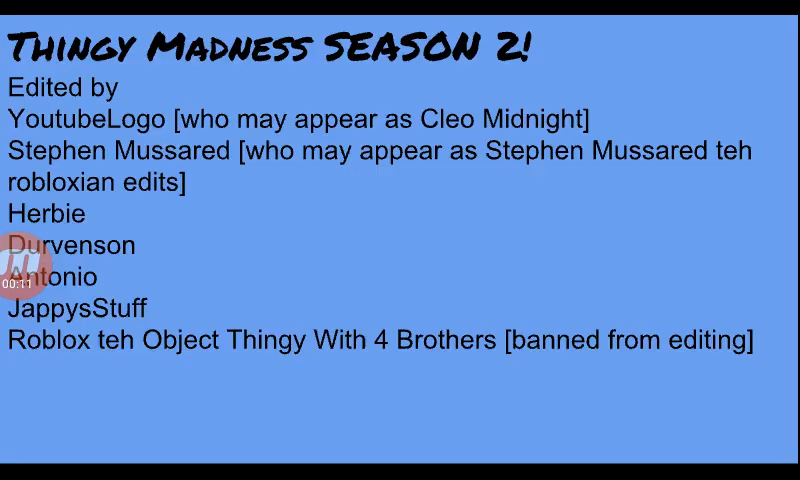 Thingy Madness SEASON 2!
Edited by
YoutubeLogo [who may appear as Cleo Midnight]
Stephen Mussared [who may appear as Stephen Mussared teh
robloxian edits]
Herbie
Durvenson
Antonio
00:11
JappysStuff
Roblox teh Object Thingy With 4 Brothers [banned from editing]